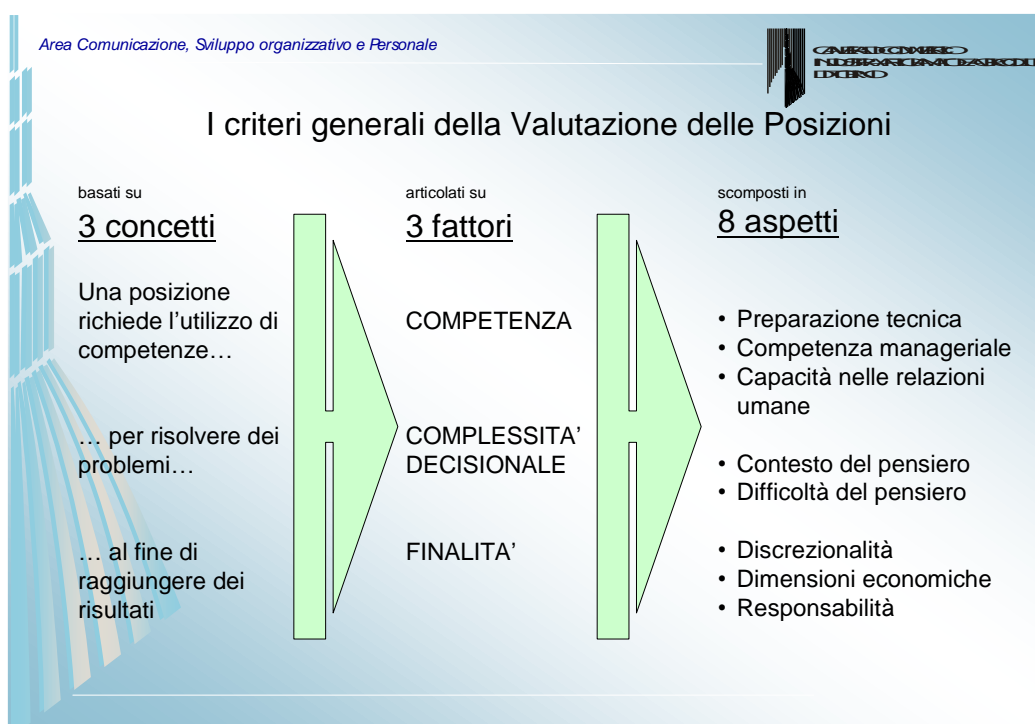 Area Comunicazione, Sviluppo organizzativo e Personale
I criteri generali della Valutazione delle Posizioni
basati su
3 concetti
Una posizione
richiede l’utilizzo di
competenze…
… per risolvere dei
problemi…
… al fine di
raggiungere dei
risultati
articolati su
3 fattori
COMPETENZA
COMPLESSITA’
DECISIONALE
FINALITA’
scomposti in
8 aspetti
• Preparazione tecnica
• Competenza manageriale
• Capacità nelle relazioni
umane
• Contesto del pensiero
• Difficoltà del pensiero
• Discrezionalità
• Dimensioni economiche
• Responsabilità